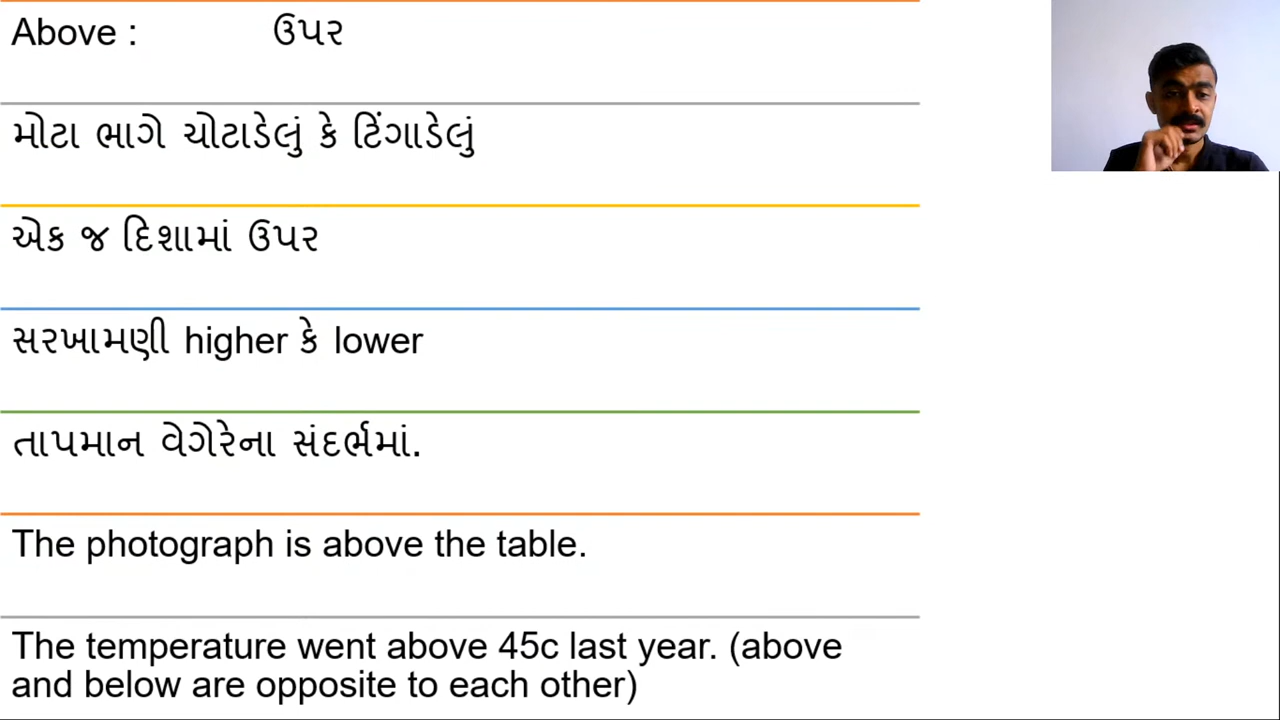 Above : ઉપર
મોટા ભાગે ચોટાડેલું કે ટિંગાડેલું
એક જ દિશામાં ઉપર
સરખામણી higher કે lower
તાપમાન વેગેરેના સંદર્ભમાં.
The photograph is above the table.
The temperature went above 45c last year. (above
and below are opposite to each other)